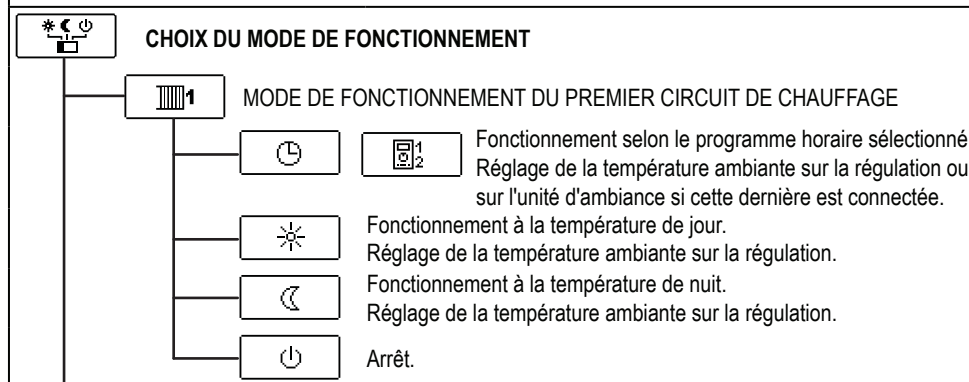 CHOIX DU MODE DE FONCTIONNEMENT
1 MODE DE FONCTIONNEMENT DU PREMIER CIRCUIT DE CHAUFFAGE
1
2
Fonctionnement selon le programme horaire sélectionné
Réglage de la température ambiante sur la régulation ou
sur l'unité d'ambiance si cette dernière est connectée.
Fonctionnement à la température de jour.
Réglage de la température ambiante sur la régulation.
Fonctionnement à la température de nuit.
Réglage de la température ambiante sur la régulation.
Arrêt.